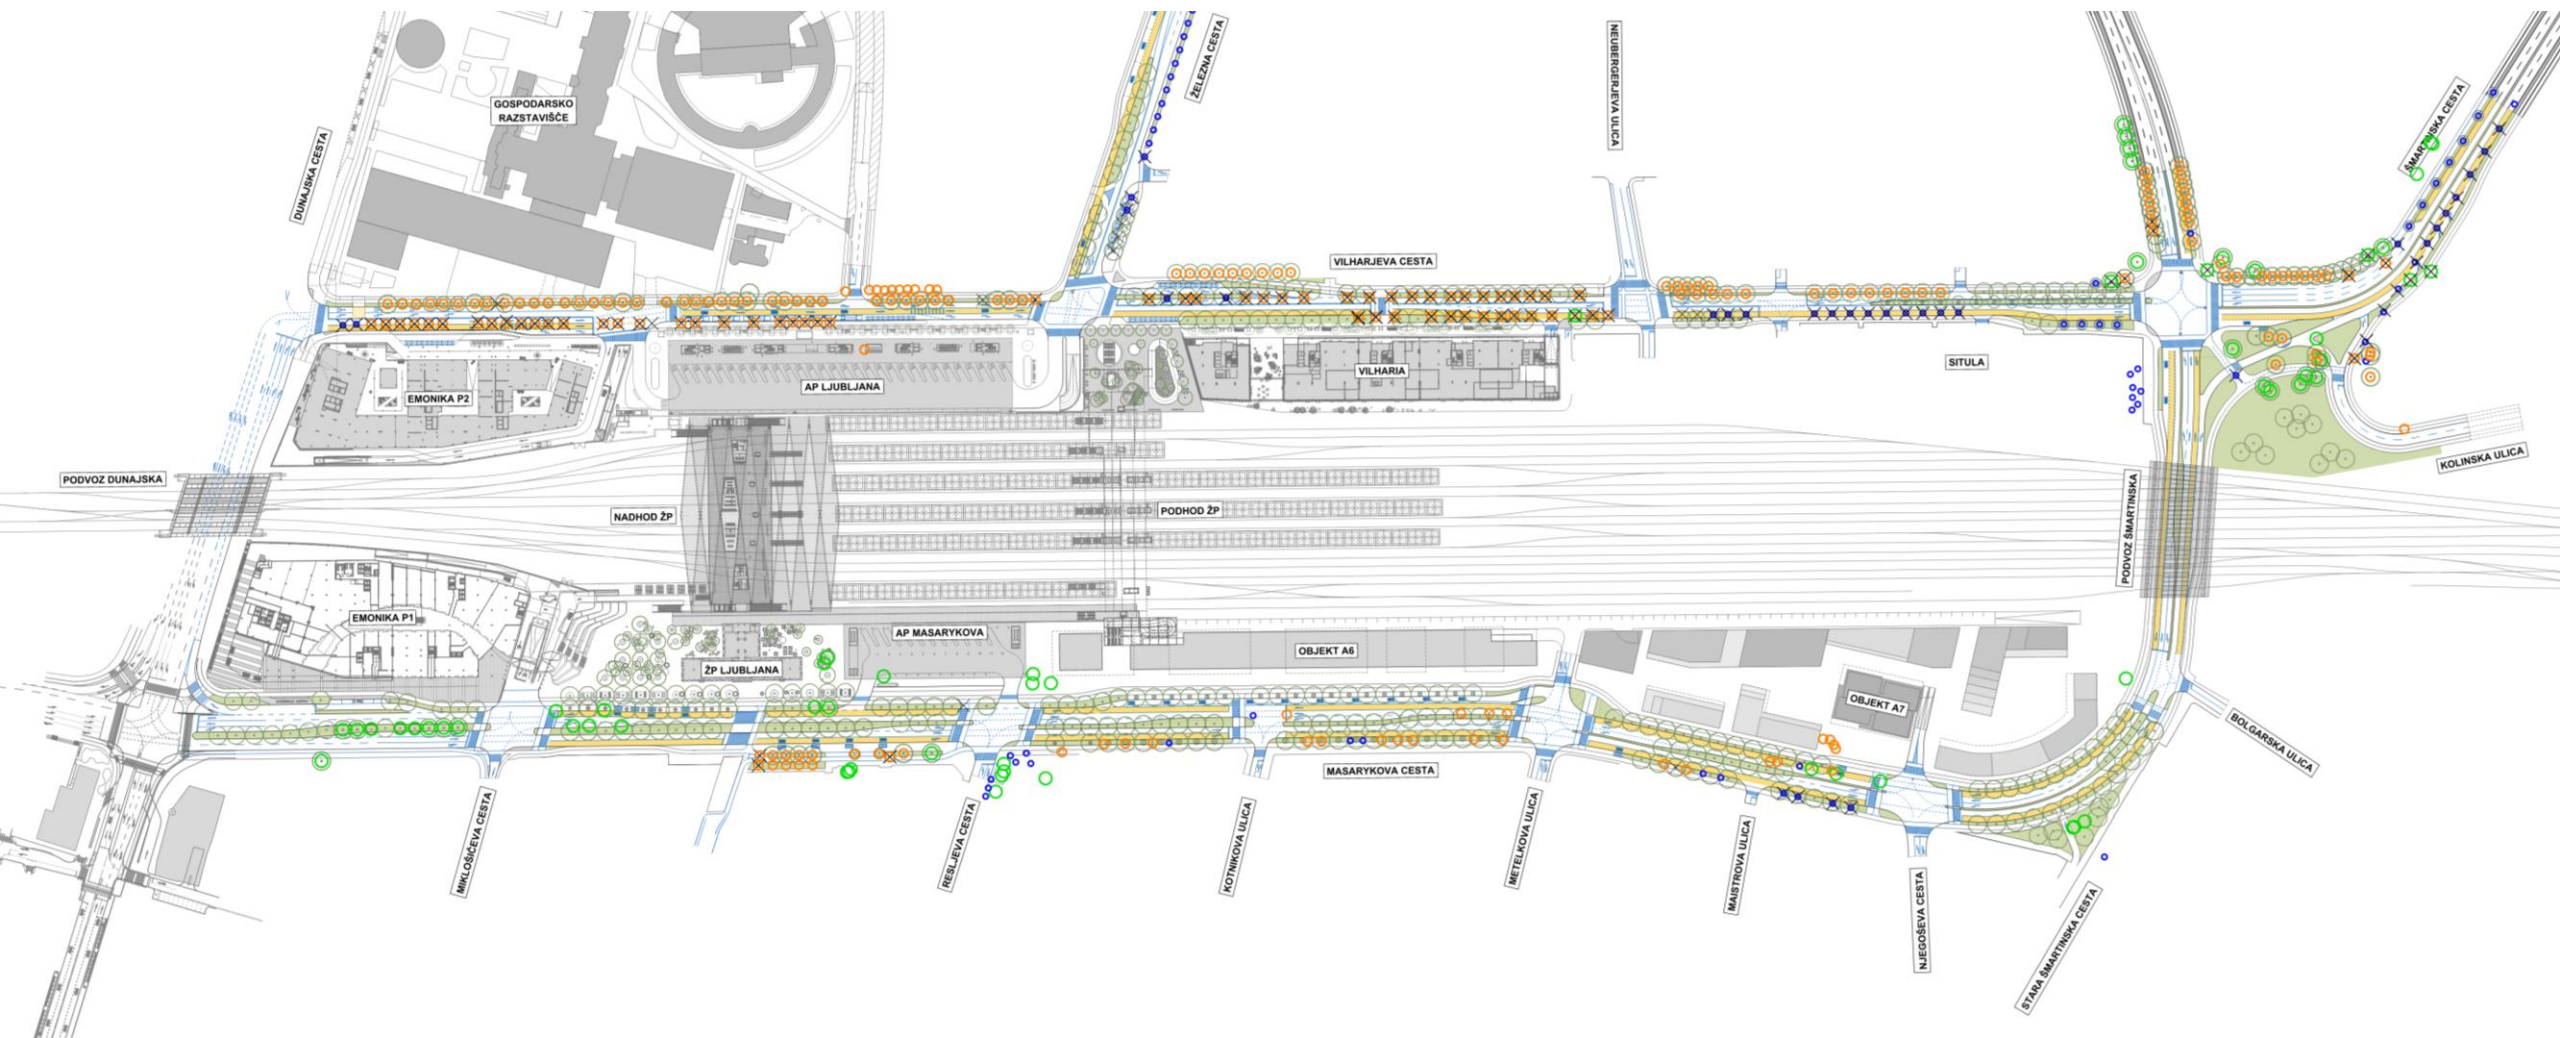 GOSPODARSKO
RAZSTAVIŠČE
DUNAJSKA CESTA
ŽELEZNA CESTA
NEUBERGERJEVA ULICA
ŠMARTINSKA CESTA
VILHARJEVA CESTA
EMONIKA P2
AP LJUBLJANA
VILHARIA
SITULA
KOLINSKA ULICA
PODVOZ DUNAJSKA
NADHOD ŽP
PODHOD ŽP
PODVOZ ŠMARTINSKA
EMONIKA P1
AP MASARYKOVA
ŽP LJUBLJANA
OBJEKT A6
OBJEKT A7
BOLGARSKA ULICA
MASARYKOVA CESTA
MIKLOŠIČEVA CESTA
RESLJEVA CESTA
KOTNIKOVA ULICA
METELKOVA ULICA
MAISTROVA ULICA
NJEGOŠEVA CESTA
STARA ŠMARTINSKA CESTA